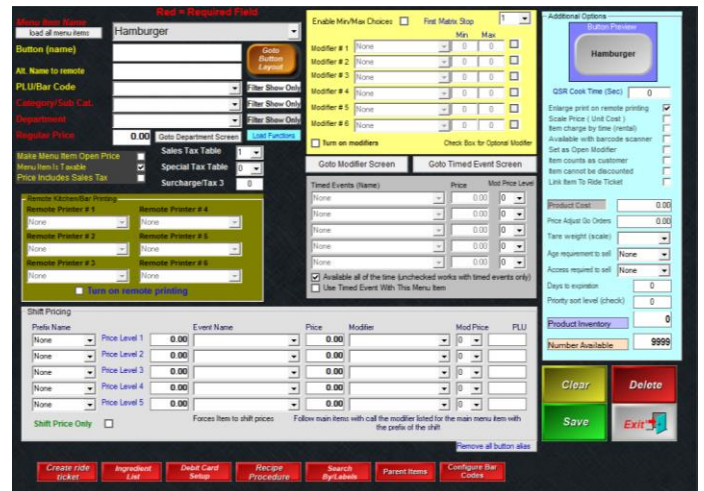 Red = Required Field
Menu Item Name
load all menu items
Hamburger
Button (name)
Goto Button Layout
Alt. Name to remote
PLU/Bar Code
Filter Show Only
Category/Sub Cat.
Filter Show Only
Department
Filter Show Only
Regular Price
0.00
Goto Department Screen
Load Functions
Make Menu Item Open Price
Menu Item Is Taxable
Price Includes Sales Tax
Sales Tax Table
1
Special Tax Table
0
Surcharge/Tax 3
0
Remote Kitchen/Bar Printing
Remote Printer # 1
Remote Printer # 4
None
None
Remote Printer # 2
Remote Printer # 5
None
None
Remote Printer # 3
Remote Printer # 6
None
None
Turn on remote printing
Enable Min/Max Choices
First Matrix Stop
1
Min
Max
Modifier # 1
None
0
0
Modifier # 2
None
0
0
Modifier # 3
None
0
0
Modifier # 4
None
0
0
Modifier # 5
None
0
0
Modifier # 6
None
0
0
Turn on modifiers
Check Box for Optional Modifier
Goto Modifier Screen
Goto Timed Event Screen
Timed Events (Name)
Price
Mod Price Level
None
0.00
0
None
0.00
0
None
0.00
0
None
0.00
0
None
0.00
0
Available all of the time (unchecked works with timed events only)
Use Timed Event With This Menu Item
Additional Options
Button Preview
Hamburger
QSR Cook Time (Sec)
0
Enlarge print on remote printing
Scale Price ( Unit Cost )
Item charge by time (rental)
Available with barcode scanner
Set as Open Modifier
Item counts as customer
Item cannot be discounted
Link Item To Ride Ticket
Product Cost
0.00
Price Adjust Go Orders
0.00
Tare weight (scale)
Age requirement to sell
None
Access required to sell
None
Days to expiration
0
Priority sort level (check)
0
Product Inventory
0
Number Available
9999
Shift Pricing
Prefix Name
Event Name
Price
Modifier
Mod Price
PLU
None
Price Level 1
0.00
0.00
0
None
Price Level 2
0.00
0.00
0
None
Price Level 3
0.00
0.00
0
None
Price Level 4
0.00
0.00
0
None
Price Level 5
0.00
0.00
0
Shift Price Only
Forces Item to shift prices
Follow main items with call the modifier listed for the main menu item with
the prefix of the shift
Remove all button alias
Clear
Delete
Save
Exit
Create ride ticket
Ingredient List
Debit Card Setup
Recipe Procedure
Search By/Labels
Parent Items
Configure Bar Codes